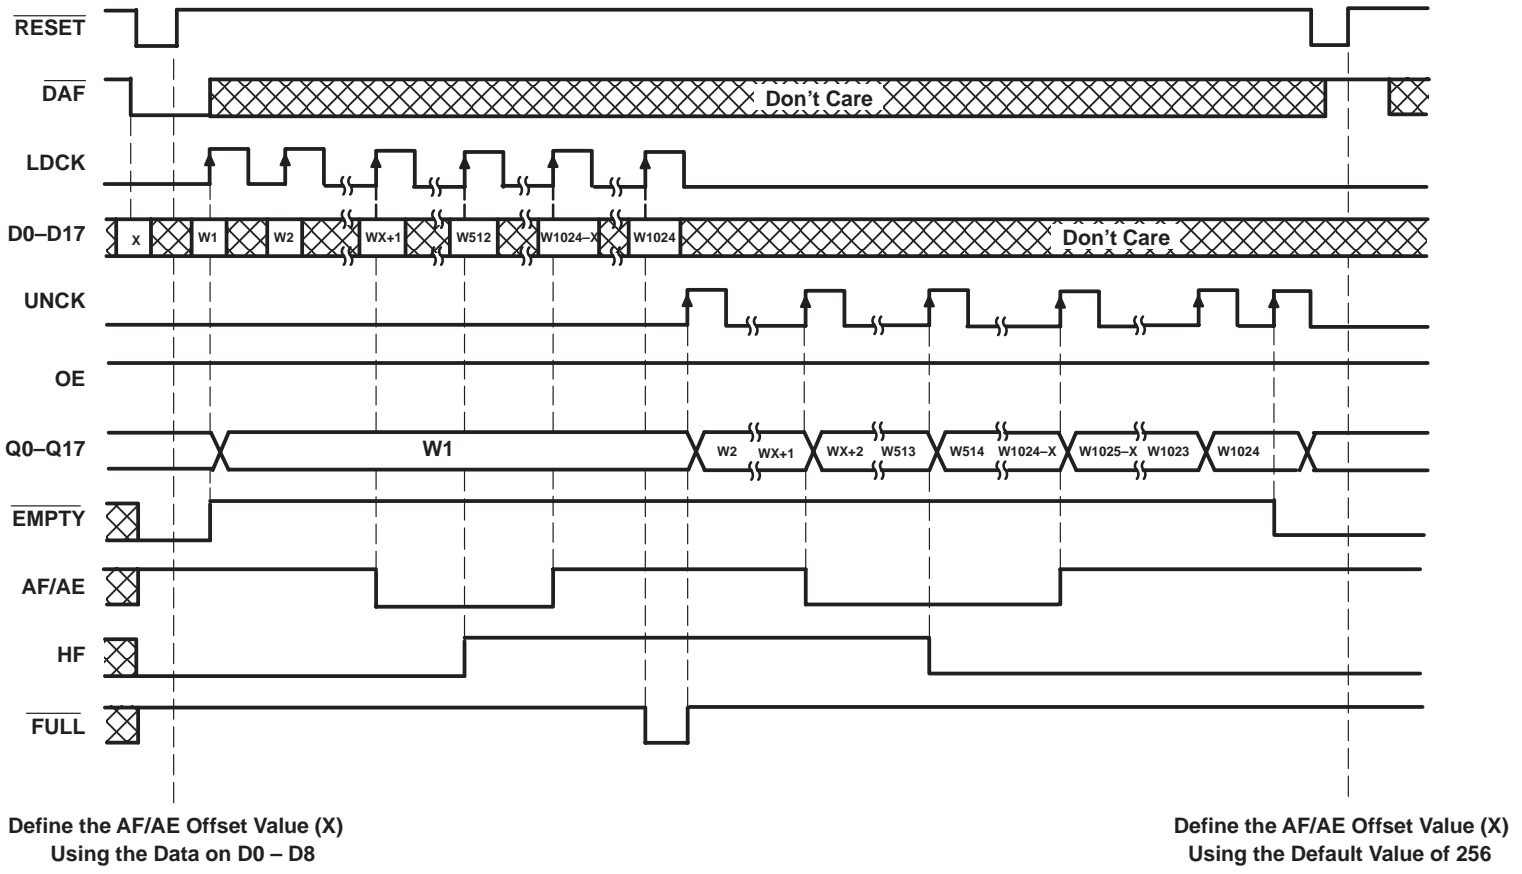 RESET
DAF
Don't Care
LDCK
D0–D17
X
W1
W2
WX+1
W512
W1024–X
W1024
Don't Care
UNCK
OE
Q0–Q17
W1
W2
WX+1
WX+2
W513
W514
W1024–X
W1025–X
W1023
W1024
EMPTY
AF/AE
HF
FULL
Define the AF/AE Offset Value (X)
Using the Data on D0 – D8
Define the AF/AE Offset Value (X)
Using the Default Value of 256